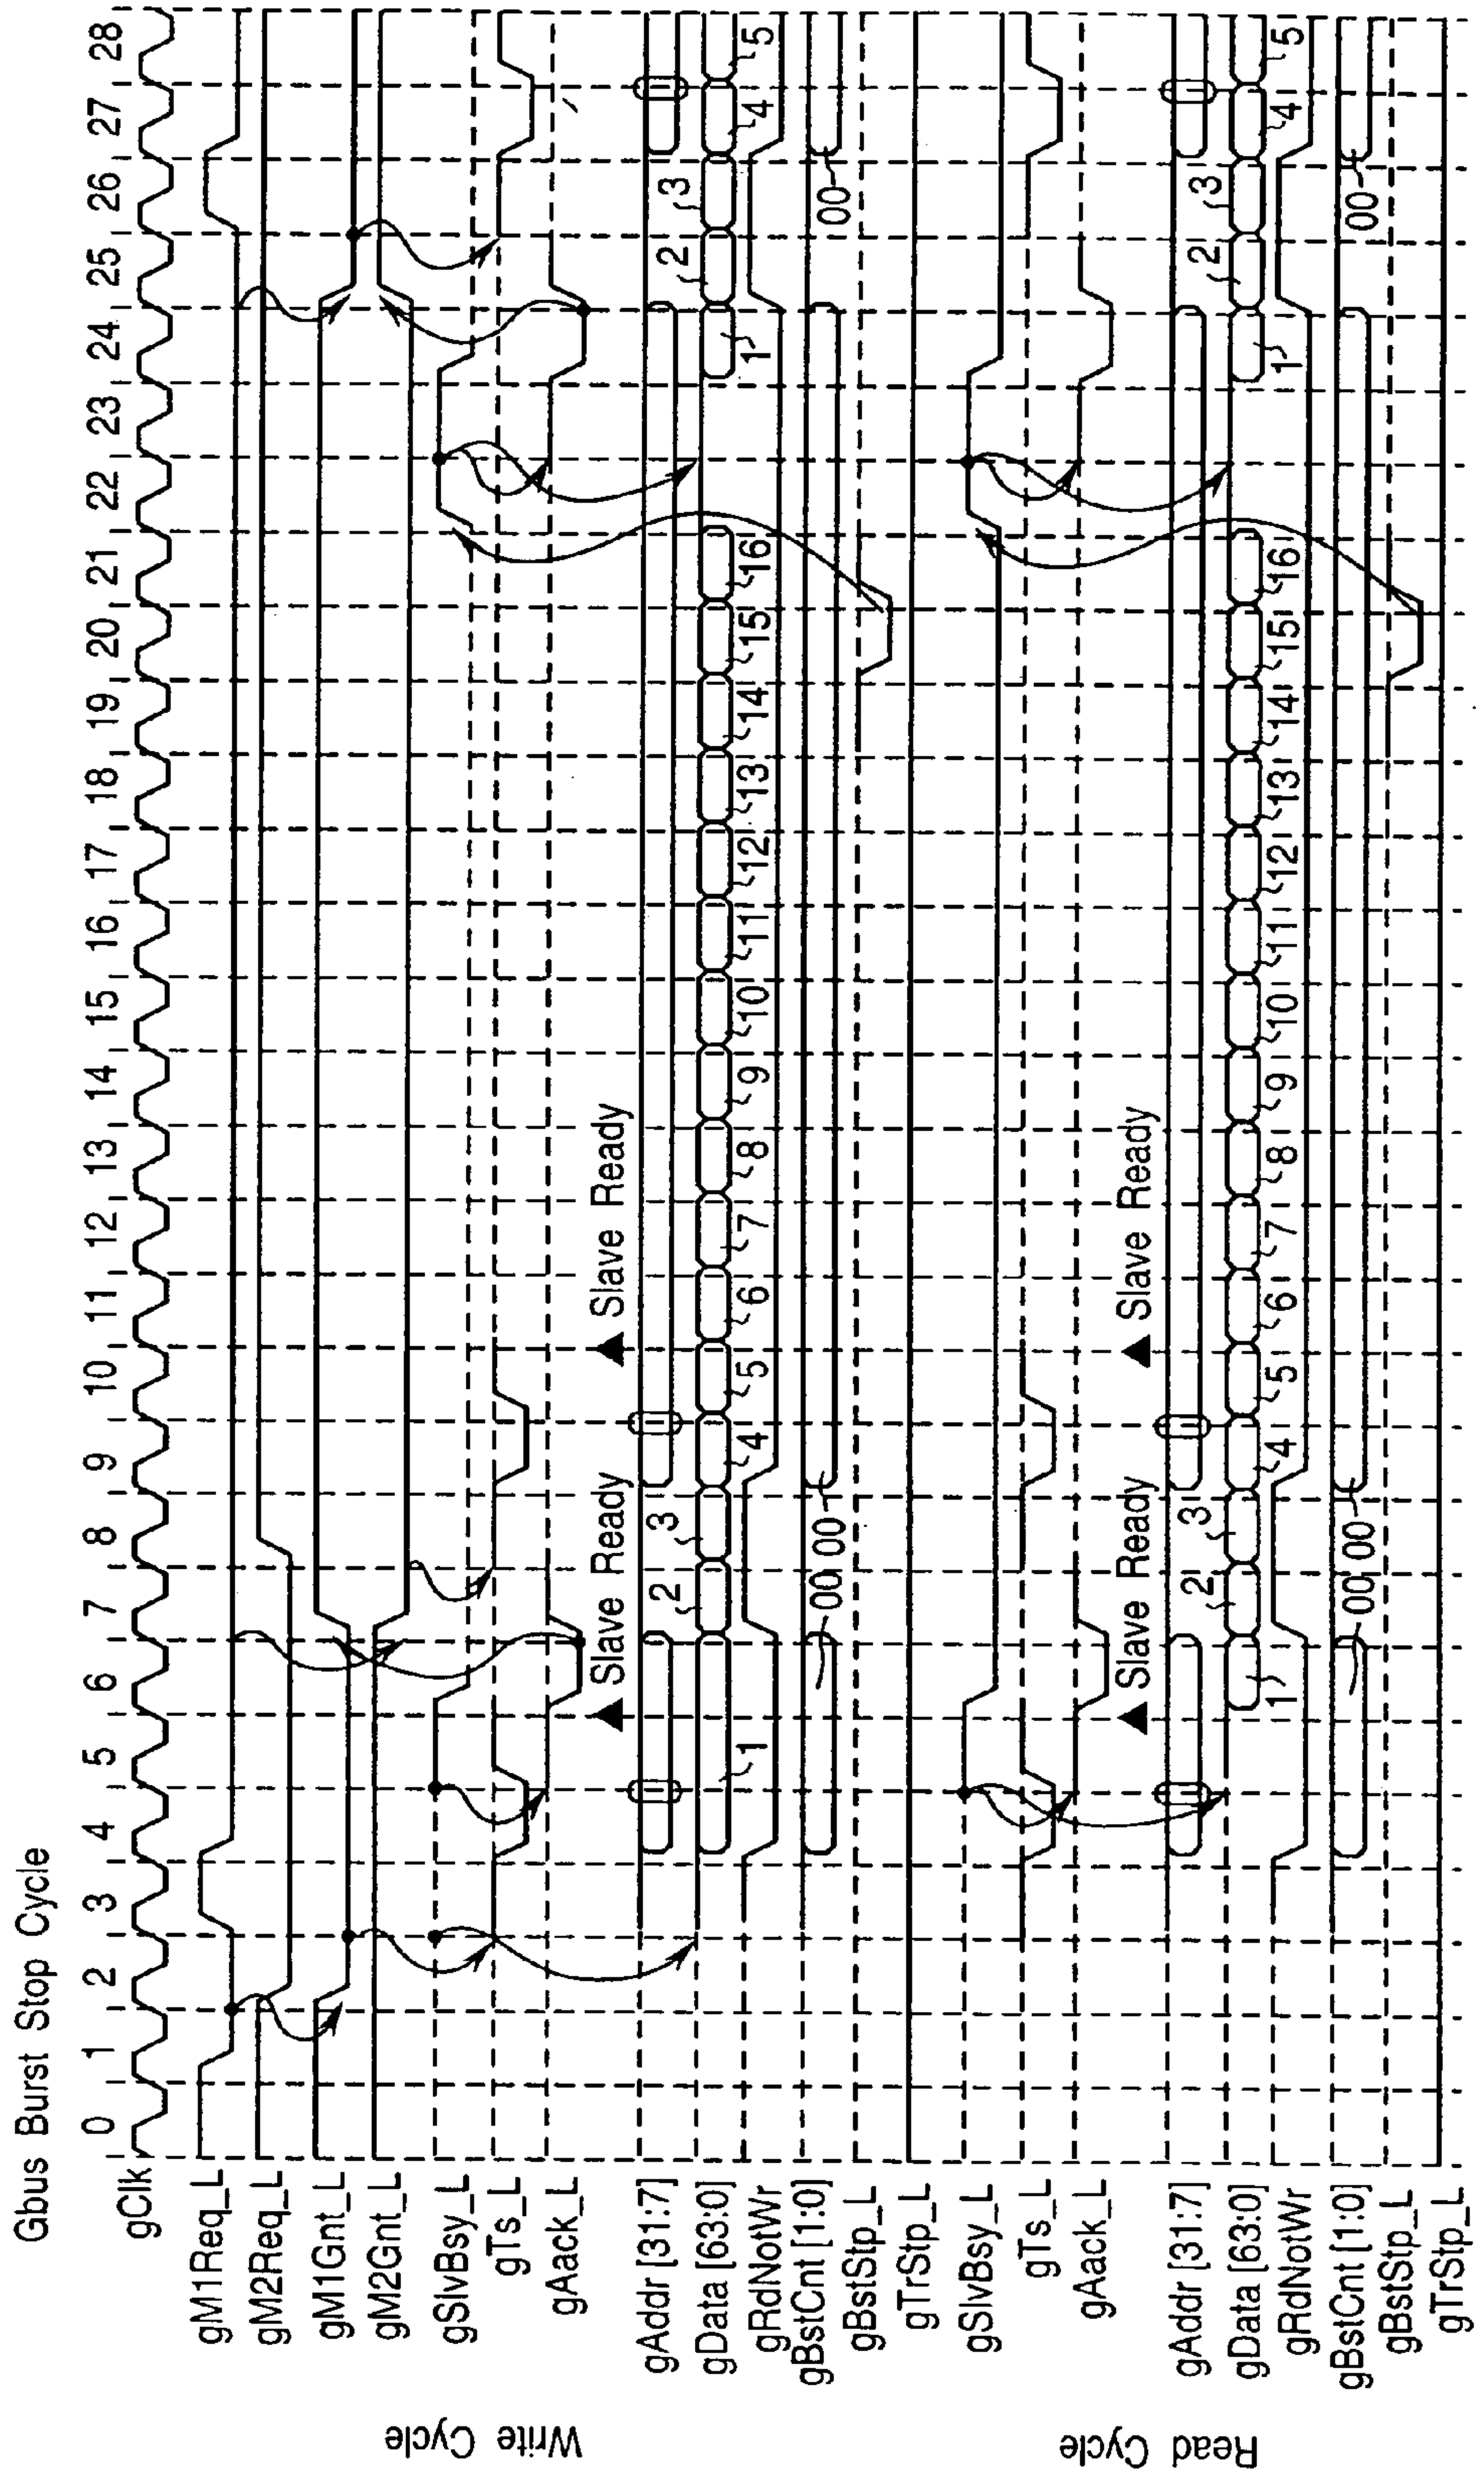 Gbus Burst Stop Cycle
0 1 2 3 4 5 6 7 8 9 10 11 12 13 14 15 16 17 18 19 20 21 22 23 24 25 26 27 28
Write Cycle
gClk
gM1Req_L
gM2Req_L
gM1Gnt_L
gM2Gnt_L
gSlvBsy_L
gTs_L
gAack_L
▲ Slave Ready ▲ Slave Ready
gAddr [31:7]
gData [63:0]
1 2 3 4 5 6 7 8 9 10 11 12 13 14 15 16 1 2 3 4 5
gRdNotWr
gBstCnt [1:0]
00 00 00
gBstStp_L
gTrStp_L
Read Cycle
gSlvBsy_L
gTs_L
gAack_L
▲ Slave Ready ▲ Slave Ready
gAddr [31:7]
gData [63:0]
1 2 3 4 5 6 7 8 9 10 11 12 13 14 15 16 1 2 3 4 5
gRdNotWr
gBstCnt [1:0]
00 00 00
gBstStp_L
gTrStp_L